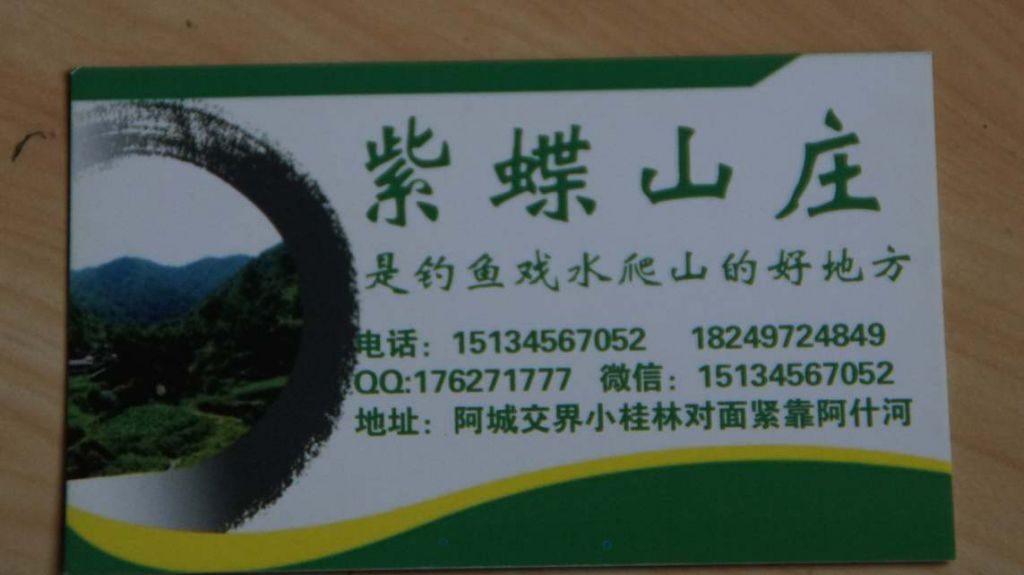 紫蝶山庄
是钓鱼戏水爬山的好地方
电话：15134567052 18249724849
QQ:176271777 微信：15134567052
地址：阿城交界小桂林对面紧靠阿什河